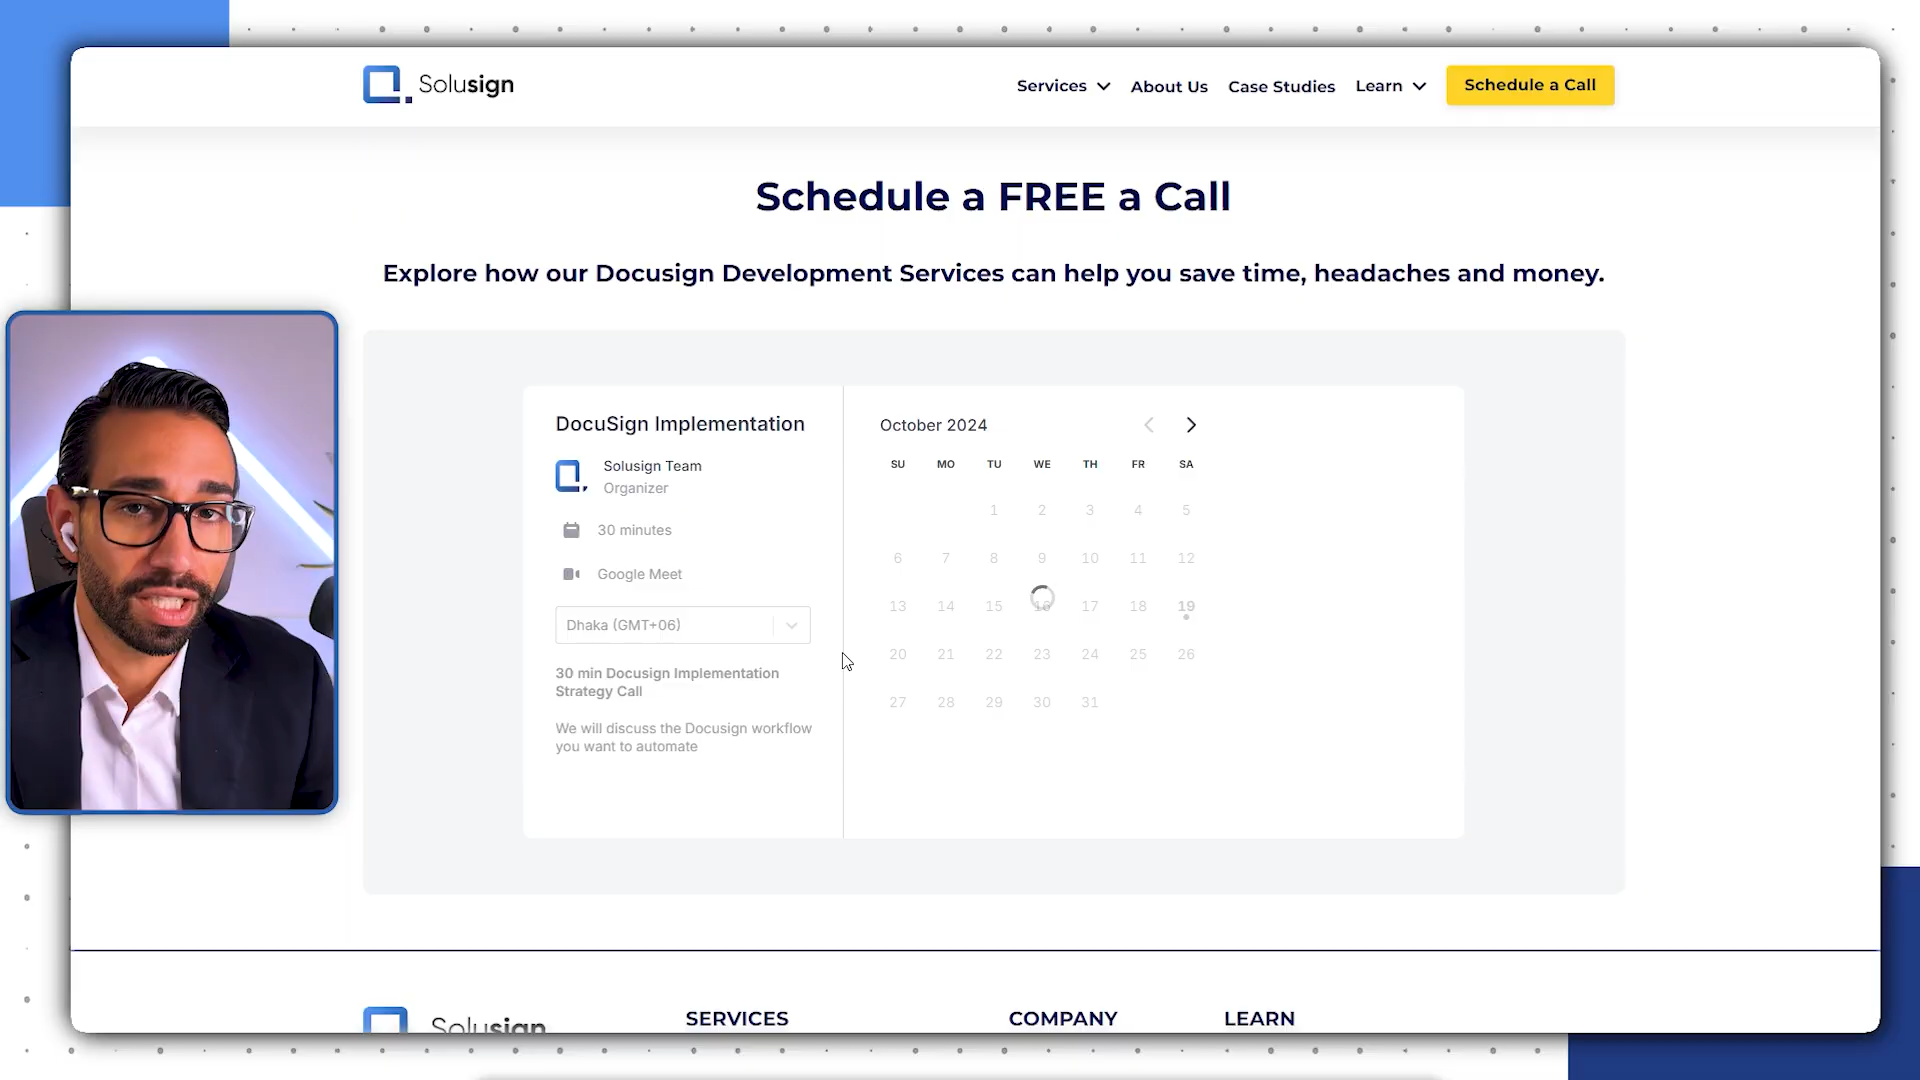 Solusign
Services
About Us
Case Studies
Learn
Schedule a Call
Schedule a FREE a Call
Explore how our Docusign Development Services can help you save time, headaches and money.
DocuSign Implementation
Solusign Team
Organizer
30 minutes
Google Meet
Dhaka (GMT+06)
30 min Docusign Implementation
Strategy Call
We will discuss the Docusign workflow
you want to automate
October 2024
SU MO TU WE TH FR SA
1 2 3 4 5
6 7 8 9 10 11 12
13 14 15 16 17 18 19
20 21 22 23 24 25 26
27 28 29 30 31
Solusign
SERVICES
COMPANY
LEARN